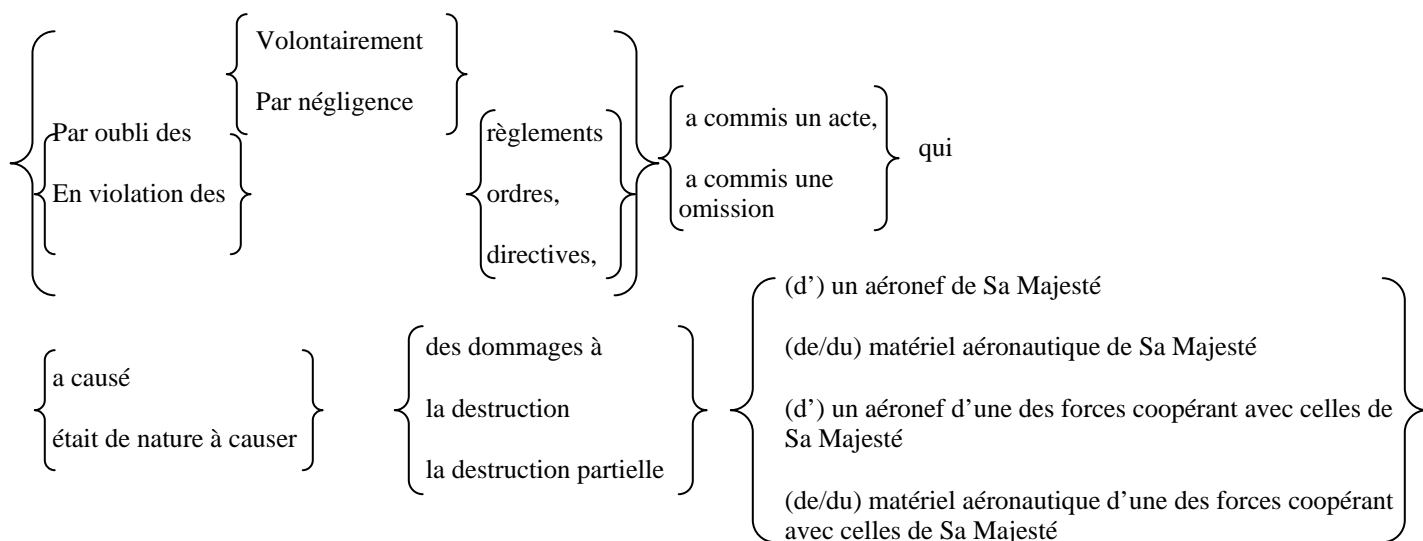 Volontairement
Par négligence
Par oubli des
En violation des
règlements
ordres,
directives,
a commis un acte,
a commis une
omission
qui
a causé
était de nature à causer
des dommages à
la destruction
la destruction partielle
(d’) un aéronef de Sa Majesté
(de/du) matériel aéronautique de Sa Majesté
(d’) un aéronef d’une des forces coopérant avec celles de
Sa Majesté
(de/du) matériel aéronautique d’une des forces coopérant
avec celles de Sa Majesté